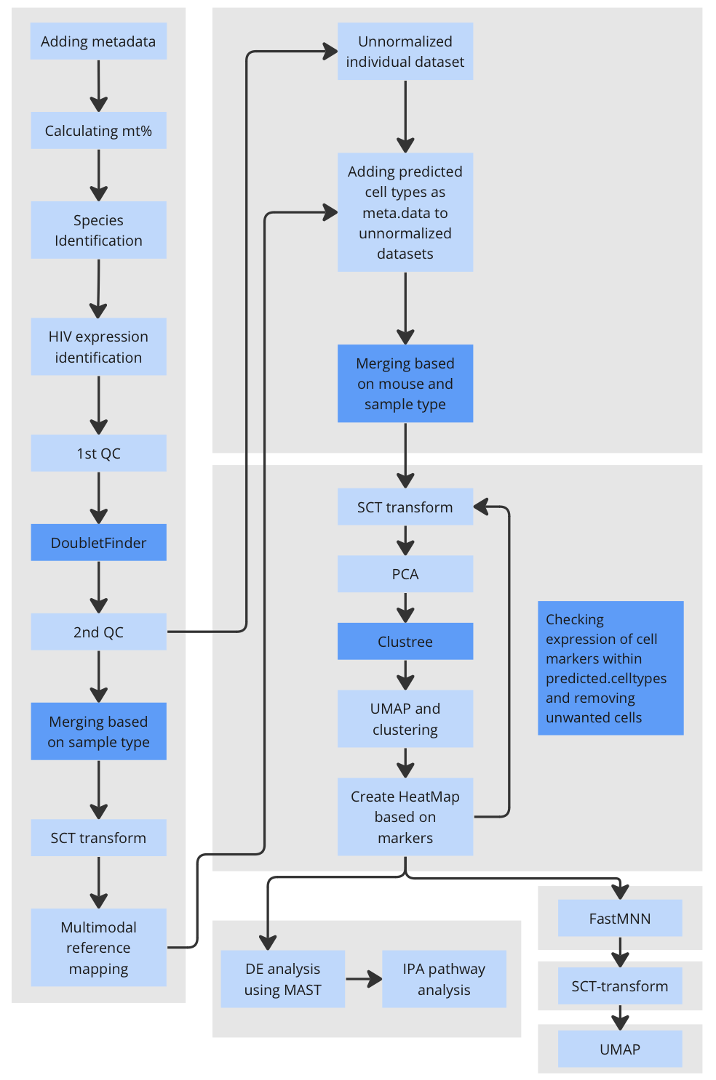 Adding metadata
Calculating mt%
Species
Identification
HIV expression
identification
1st QC
DoubletFinder
2nd QC
Merging based
on sample type
SCT transform
Multimodal
reference
mapping
Unnormalized
individual dataset
Adding predicted
cell types as
meta.data to
unnormalized
datasets
Merging based
on mouse and
sample type
SCT transform
PCA
Clustree
UMAP and
clustering
Create HeatMap
based on
markers
Checking
expression of cell
markers within
predicted.celltypes
and removing
unwanted cells
DE analysis
using MAST
IPA pathway
analysis
FastMNN
SCT-transform
UMAP